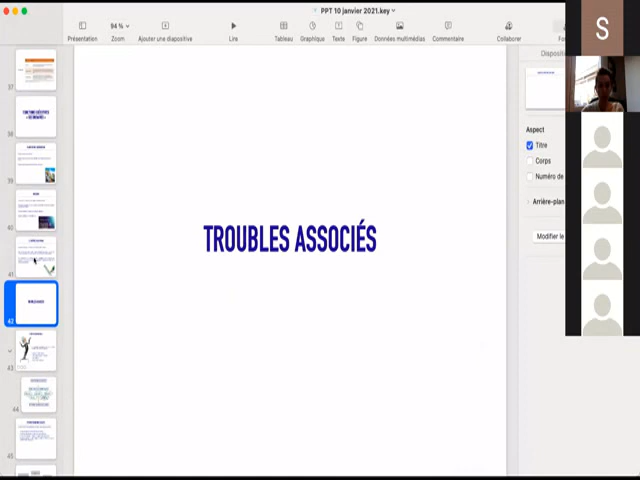 PPT 10 janvier 2021.key
94 %
Présentation
Zoom
Ajouter une diapositive
Lire
Tableau
Graphique
Texte
Figure
Données multimédias
Commentaire
Collaborer
S
37
38
39
40
41
42
43
44
45
TROUBLES ASSOCIÉS
Aspect
Titre
Corps
Numéro de
Arrière-plan
Modifier le